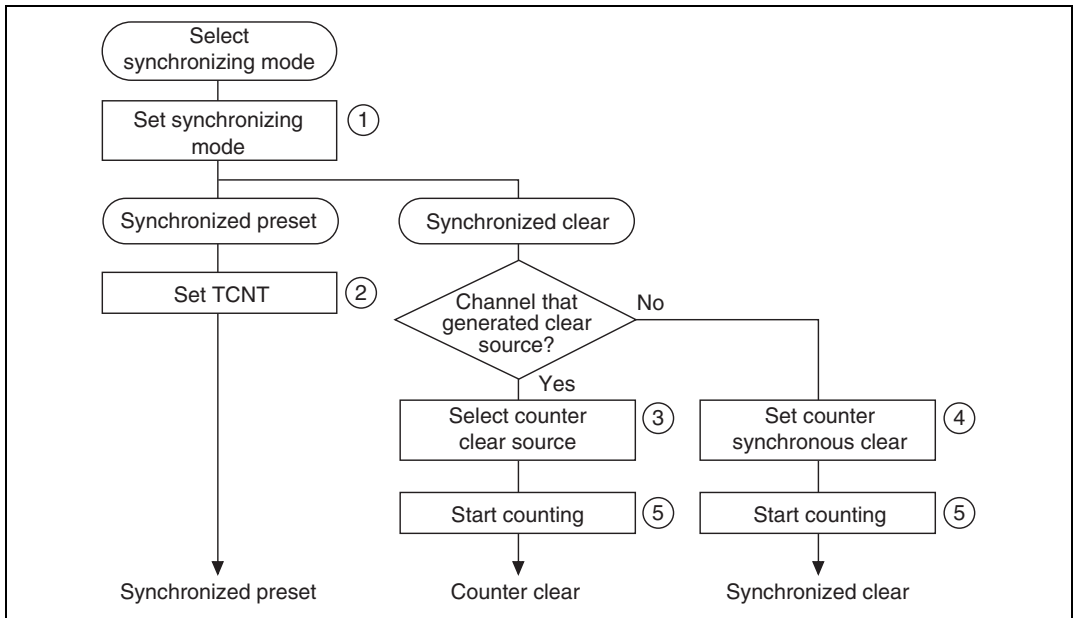 Select
synchronizing mode
Set synchronizing
mode
1
Synchronized preset
Synchronized clear
Set TCNT
2
Channel that
generated clear
source?
No
Yes
Select counter
clear source
3
Set counter
synchronous clear
4
Start counting
5
Start counting
5
Synchronized preset
Counter clear
Synchronized clear